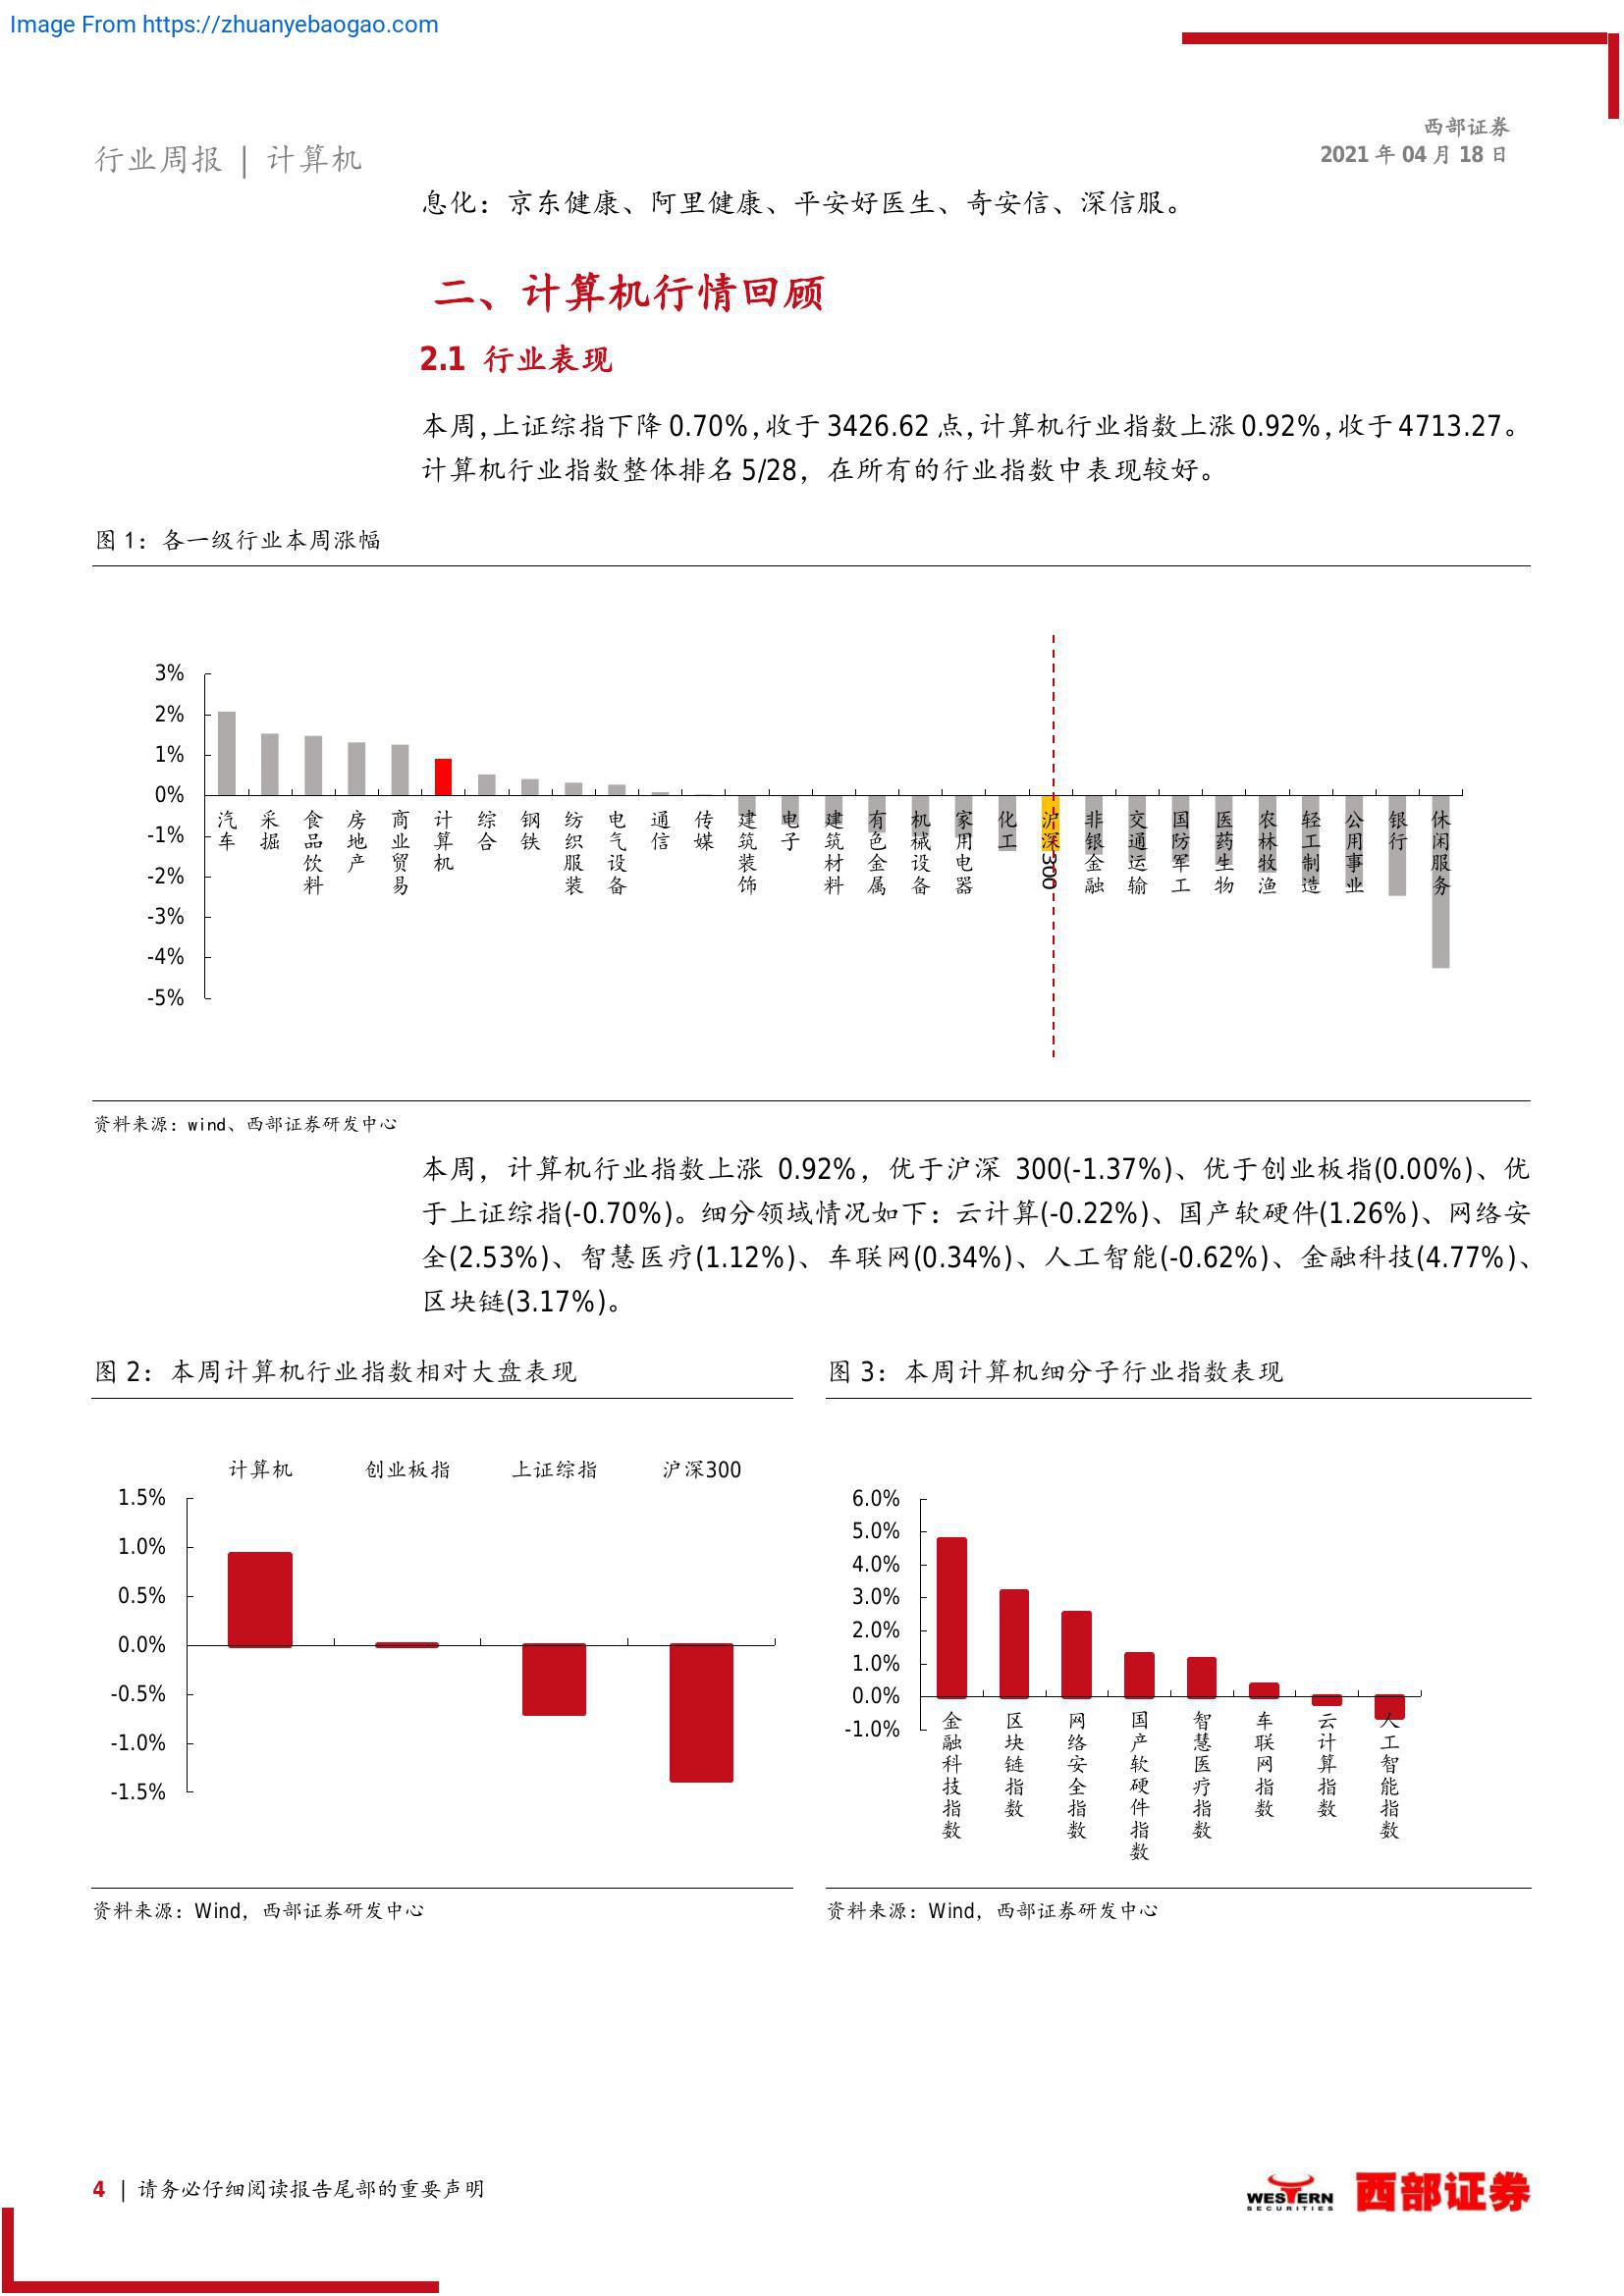 Image From https://zhuanyebaogao.com
西部证券
行业周报 | 计算机
2021 年 04 月 18 日
息化：京东健康、阿里健康、平安好医生、奇安信、深信服。
二、计算机行情回顾
2.1 行业表现
本周，上证综指下降 0.70%，收于 3426.62 点，计算机行业指数上涨 0.92%，收于 4713.27。
计算机行业指数整体排名 5/28，在所有的行业指数中表现较好。
图 1：各一级行业本周涨幅
3%
2%
1%
0%
-1%
-2%
-3%
-4%
-5%
汽车
采掘
食品饮料
房地产
商业贸易
计算机
综合
钢铁
纺织服装
电气设备
通信
传媒
建筑装饰
电子
建筑材料
有色金属
机械设备
家用电器
化工
沪深300
非银金融
交通运输
国防军工
医药生物
农林牧渔
轻工制造
公用事业
银行
休闲服务
资料来源：wind、西部证券研发中心
本周，计算机行业指数上涨 0.92%，优于沪深 300(-1.37%)、优于创业板指(0.00%)、优
于上证综指(-0.70%)。细分领域情况如下：云计算(-0.22%)、国产软硬件(1.26%)、网络安
全(2.53%)、智慧医疗(1.12%)、车联网(0.34%)、人工智能(-0.62%)、金融科技(4.77%)、
区块链(3.17%)。
图 2：本周计算机行业指数相对大盘表现
计算机 创业板指 上证综指 沪深300
1.5%
1.0%
0.5%
0.0%
-0.5%
-1.0%
-1.5%
资料来源：Wind，西部证券研发中心
图 3：本周计算机细分子行业指数表现
6.0%
5.0%
4.0%
3.0%
2.0%
1.0%
0.0%
-1.0%
金融科技指数
区块链指数
网络安全指数
国产软硬件指数
智慧医疗指数
车联网指数
云计算指数
人工智能指数
资料来源：Wind，西部证券研发中心
4 | 请务必仔细阅读报告尾部的重要声明
WESTERN
SECURITIES
西部证券